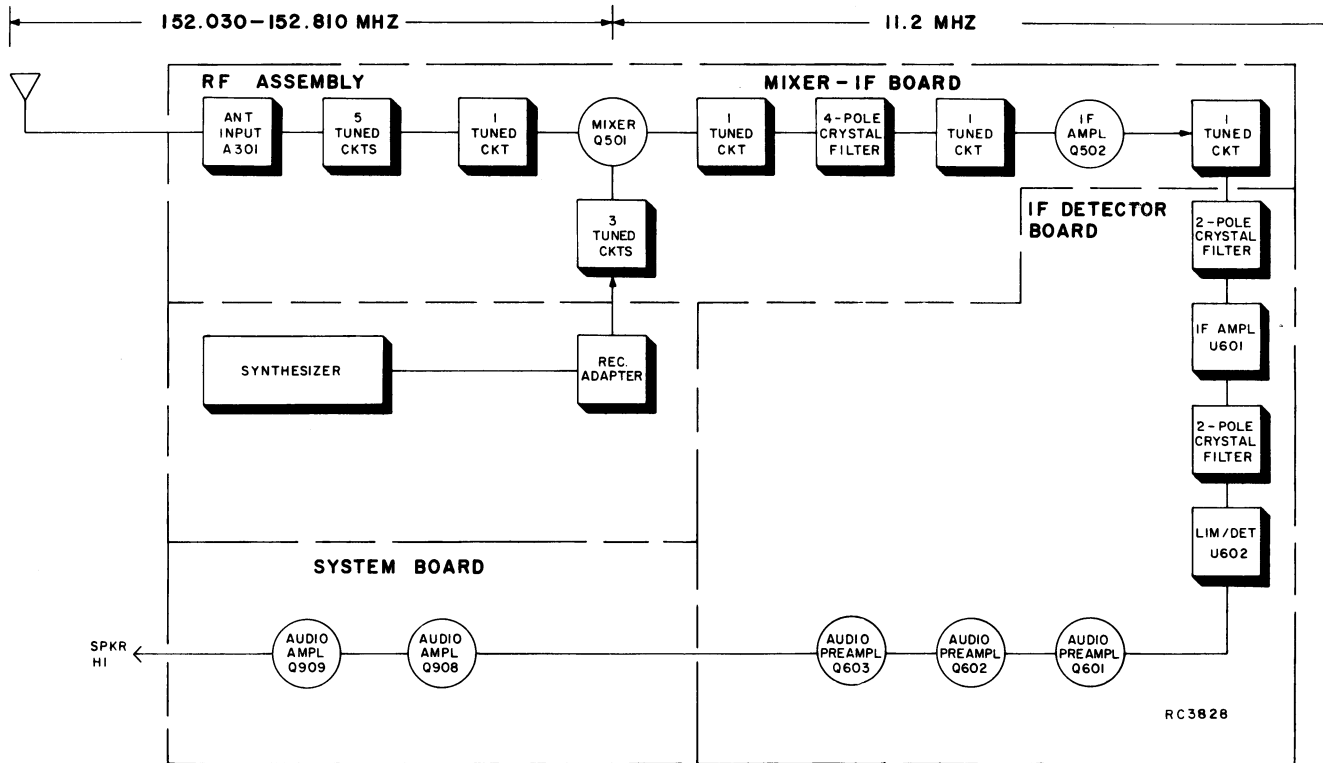 152.030-152.810 MHZ
11.2 MHZ
RF ASSEMBLY
MIXER-IF BOARD
ANT
INPUT
A301
5
TUNED
CKTS
1
TUNED
CKT
MIXER
Q501
1
TUNED
CKT
4-POLE
CRYSTAL
FILTER
1
TUNED
CKT
IF
AMPL
Q502
1
TUNED
CKT
3
TUNED
CKTS
IF DETECTOR
BOARD
2-POLE
CRYSTAL
FILTER
SYNTHESIZER
REC.
ADAPTER
IF AMPL
U601
2-POLE
CRYSTAL
FILTER
LIM/DET
U602
SYSTEM BOARD
SPKR
HI
AUDIO
AMPL
Q909
AUDIO
AMPL
Q908
AUDIO
PREAMPL
Q603
AUDIO
PREAMPL
Q602
AUDIO
PREAMPL
Q601
RC3828